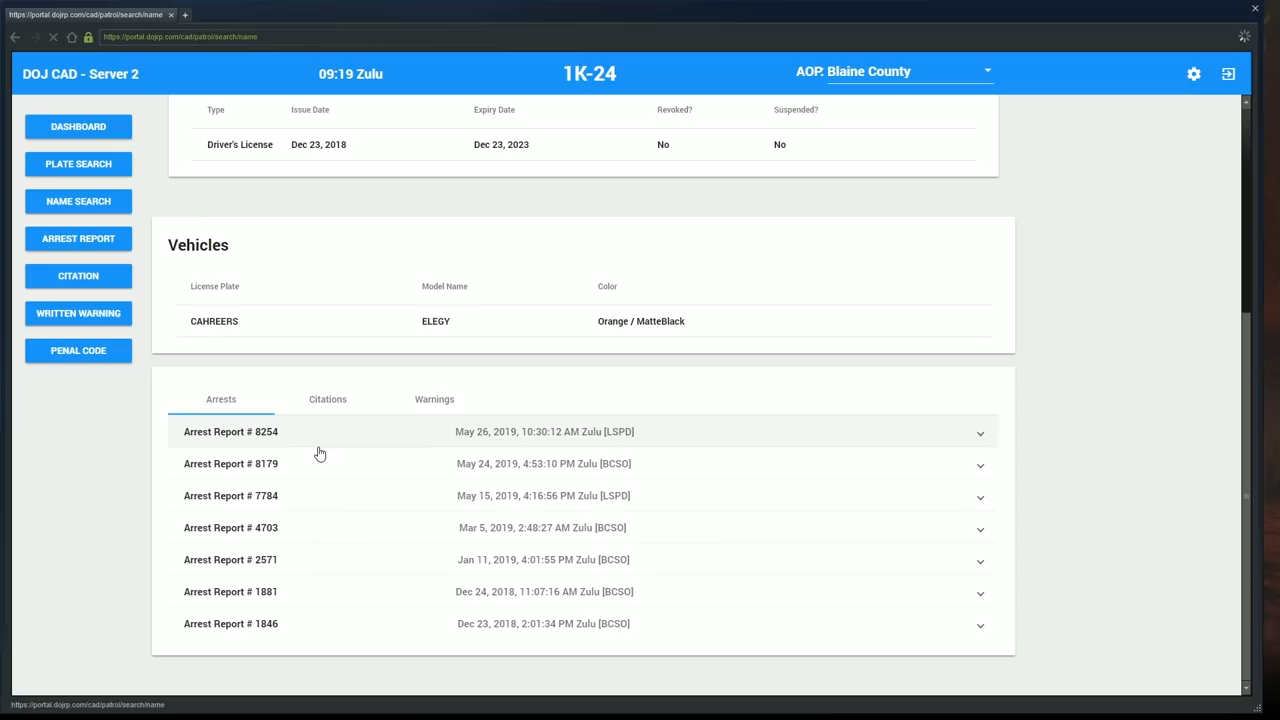 https://portal.dojrp.com/cad/patrol/search/name
https://portal.dojrp.com/cad/patrol/search/name
DOJ CAD - Server 2 09:19 Zulu 1K-24 AOP: Blaine County
DASHBOARD
PLATE SEARCH
NAME SEARCH
ARREST REPORT
CITATION
WRITTEN WARNING
PENAL CODE
Type Issue Date Expiry Date Revoked? Suspended?
Driver's License Dec 23, 2018 Dec 23, 2023 No No
Vehicles
License Plate Model Name Color
CAHREERS ELEGY Orange / MatteBlack
Arrests Citations Warnings
Arrest Report # 8254 May 26, 2019, 10:30:12 AM Zulu [LSPD]
Arrest Report # 8179 May 24, 2019, 4:53:10 PM Zulu [BCSO]
Arrest Report # 7784 May 15, 2019, 4:16:56 PM Zulu [LSPD]
Arrest Report # 4703 Mar 5, 2019, 2:48:27 AM Zulu [BCSO]
Arrest Report # 2571 Jan 11, 2019, 4:01:55 PM Zulu [BCSO]
Arrest Report # 1881 Dec 24, 2018, 11:07:16 AM Zulu [BCSO]
Arrest Report # 1846 Dec 23, 2018, 2:01:34 PM Zulu [BCSO]
https://portal.dojrp.com/cad/patrol/search/name